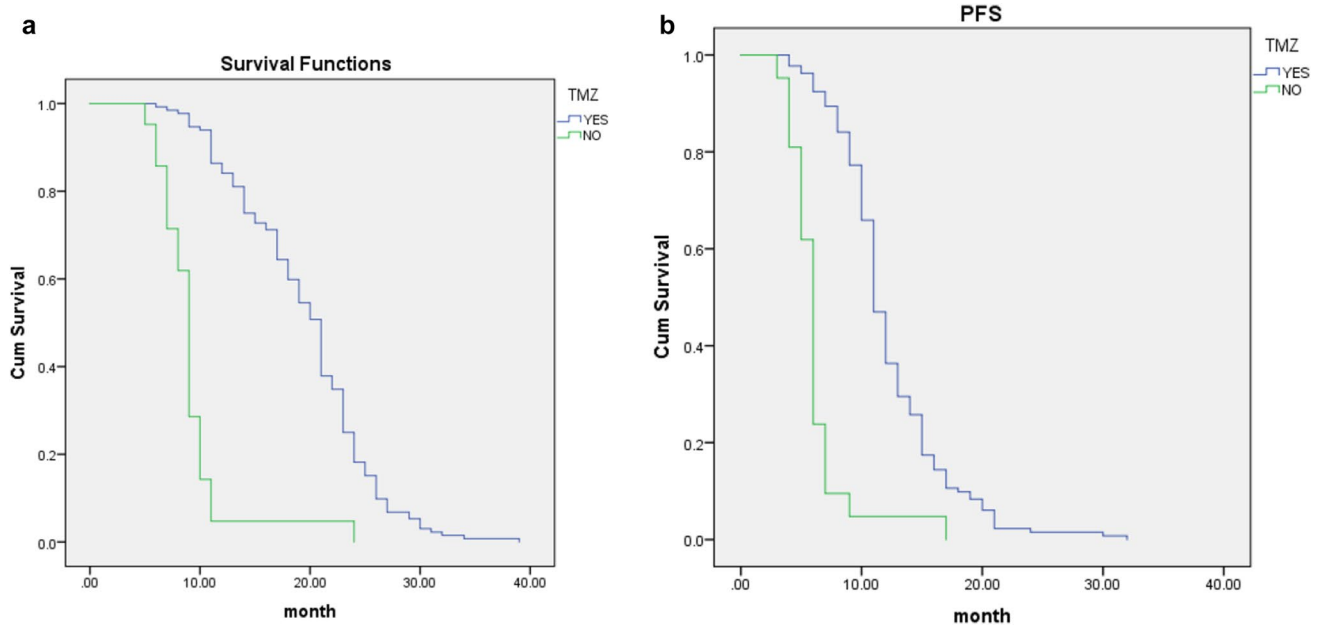 a
Survival Functions
TMZ
YES
NO
1.0
0.8
0.6
0.4
0.2
0.0
Cum Survival
.00 10.00 20.00 30.00 40.00
month
b
PFS
TMZ
YES
NO
1.0
0.8
0.6
0.4
0.2
0.0
Cum Survival
.00 10.00 20.00 30.00 40.00
month